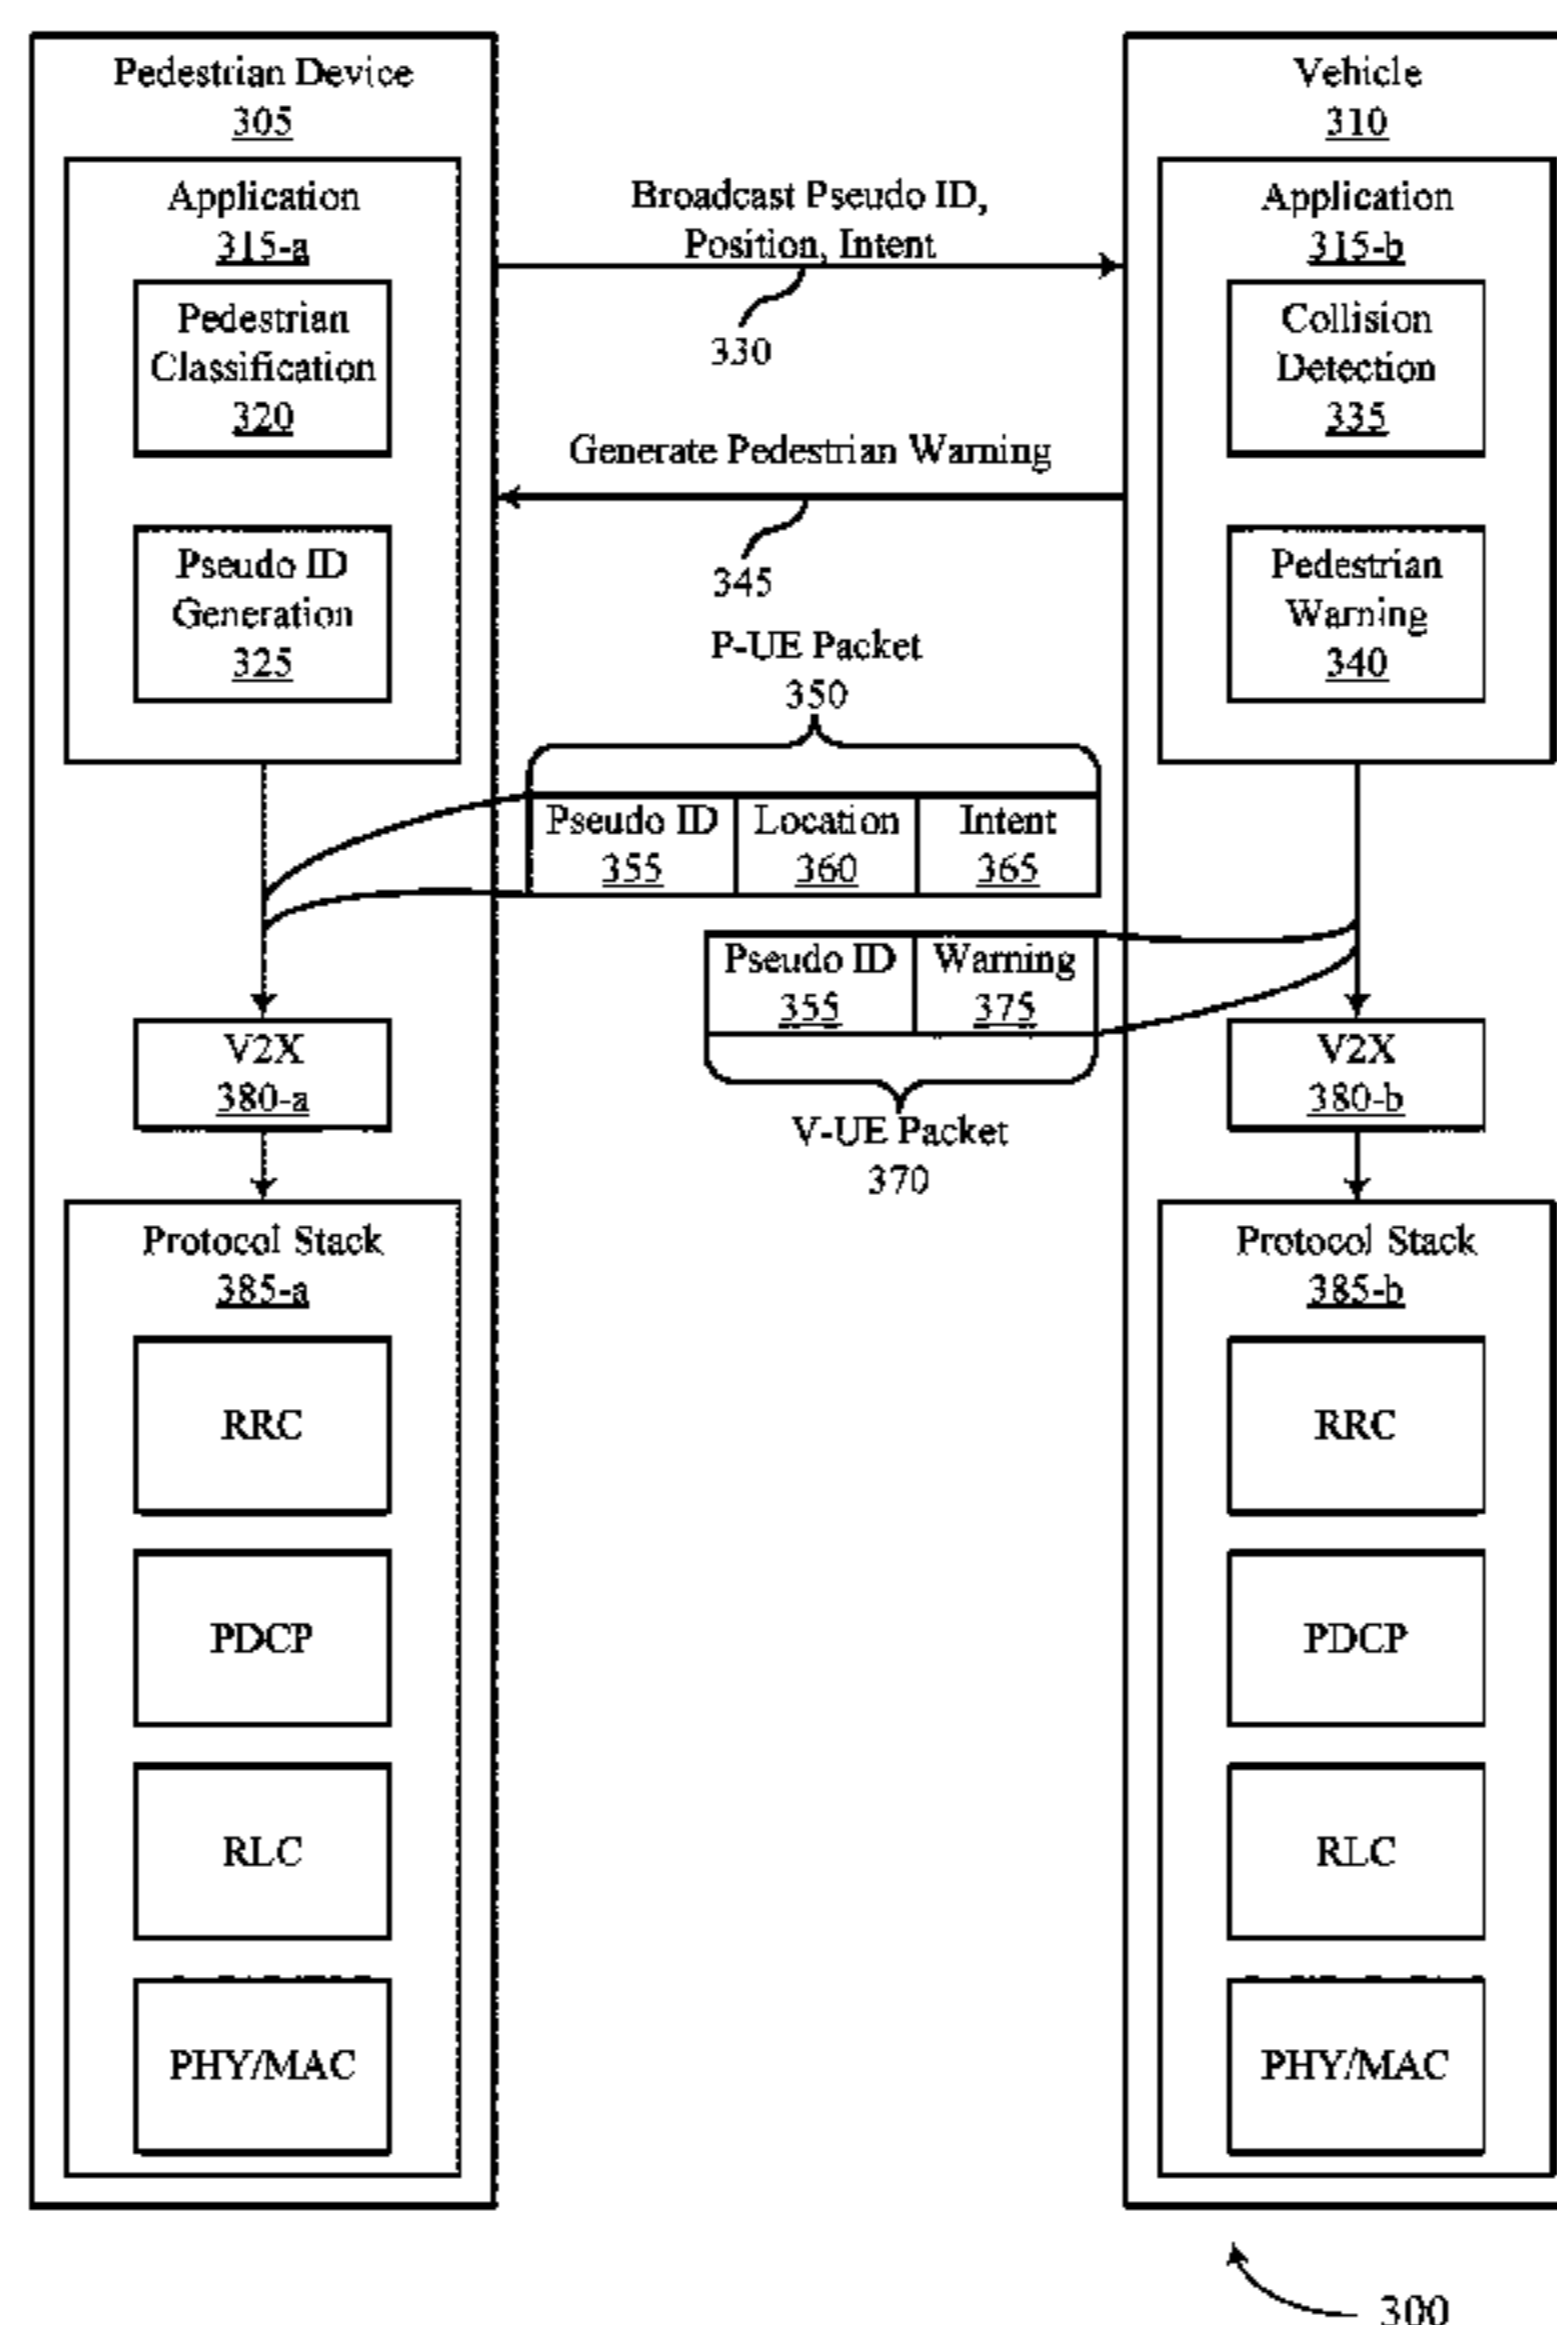 Pedestrian Device
305
Application
315-a
Pedestrian
Classification
320
Pseudo ID
Generation
325
Broadcast Pseudo ID,
Position, Intent
330
Generate Pedestrian Warning
345
Vehicle
310
Application
315-b
Collision
Detection
335
Pedestrian
Warning
340
P-UE Packet
350
Pseudo ID
355
Location
360
Intent
365
Pseudo ID
355
Warning
375
V-UE Packet
370
V2X
380-a
Protocol Stack
385-a
RRC
PDCP
RLC
PHY/MAC
V2X
380-b
Protocol Stack
385-b
RRC
PDCP
RLC
PHY/MAC
300